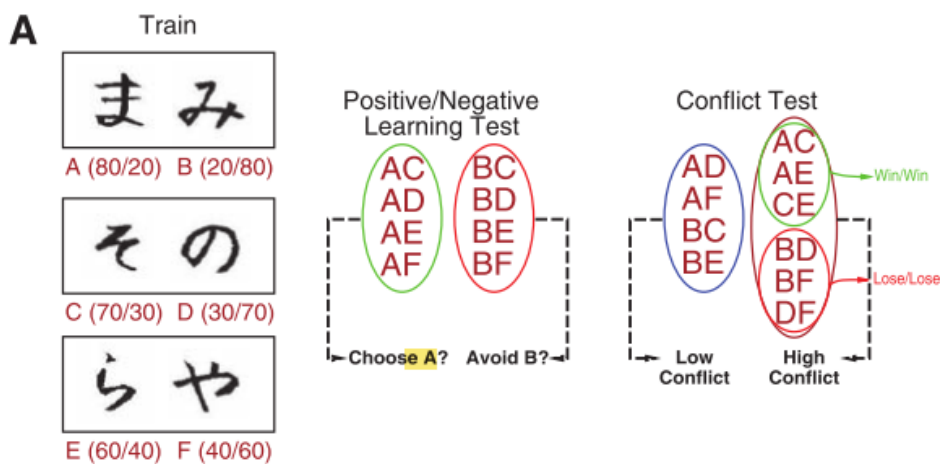 A
Train
ま み
A (80/20) B (20/80)
そ の
C (70/30) D (30/70)
ら や
E (60/40) F (40/60)
Positive/Negative
Learning Test
AC
AD
AE
AF
BC
BD
BE
BF
Choose A?
Avoid B?
Conflict Test
AD
AF
BC
BE
AC
AE
CE
Win/Win
BD
BF
DF
Lose/Lose
Low
Conflict
High
Conflict